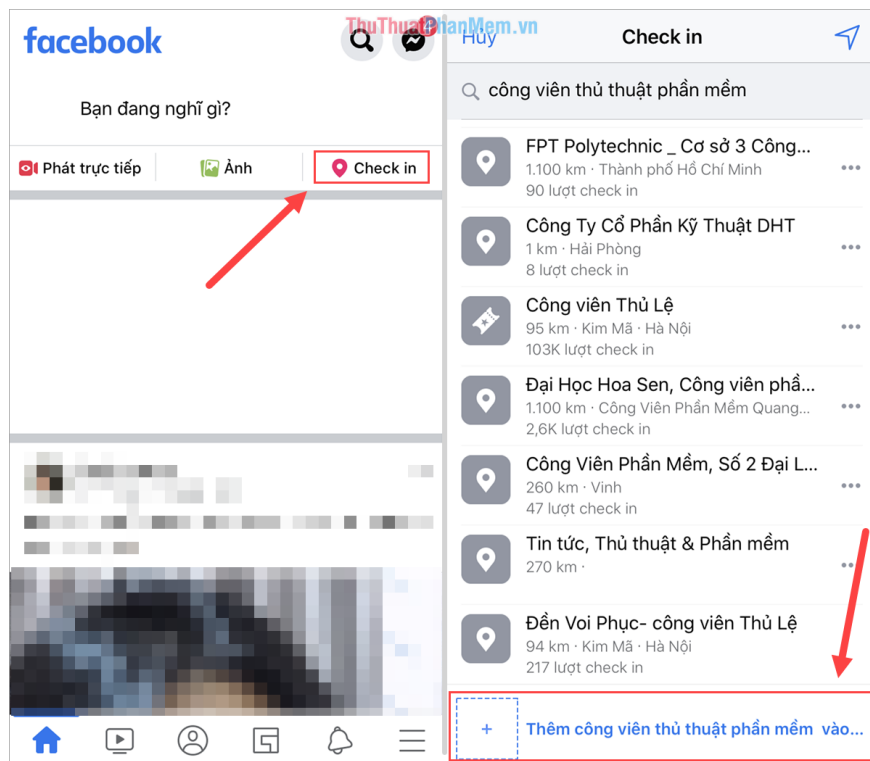 ThuThuatPhanMem.vn
facebook
Bạn đang nghĩ gì?
Phát trực tiếp
Ảnh
Check in
Hủy
Check in
công viên thủ thuật phần mềm
FPT Polytechnic _ Cơ sở 3 Công...
1.100 km · Thành phố Hồ Chí Minh
90 lượt check in
Công Ty Cổ Phần Kỹ Thuật DHT
1 km · Hải Phòng
8 lượt check in
Công viên Thủ Lệ
95 km · Kim Mã · Hà Nội
103K lượt check in
Đại Học Hoa Sen, Công viên phầ...
1.100 km · Công Viên Phần Mềm Quang...
2,6K lượt check in
Công Viên Phần Mềm, Số 2 Đại L...
260 km · Vinh
47 lượt check in
Tin tức, Thủ thuật & Phần mềm
270 km ·
Đền Voi Phục- công viên Thủ Lệ
94 km · Kim Mã · Hà Nội
217 lượt check in
+ Thêm công viên thủ thuật phần mềm vào...